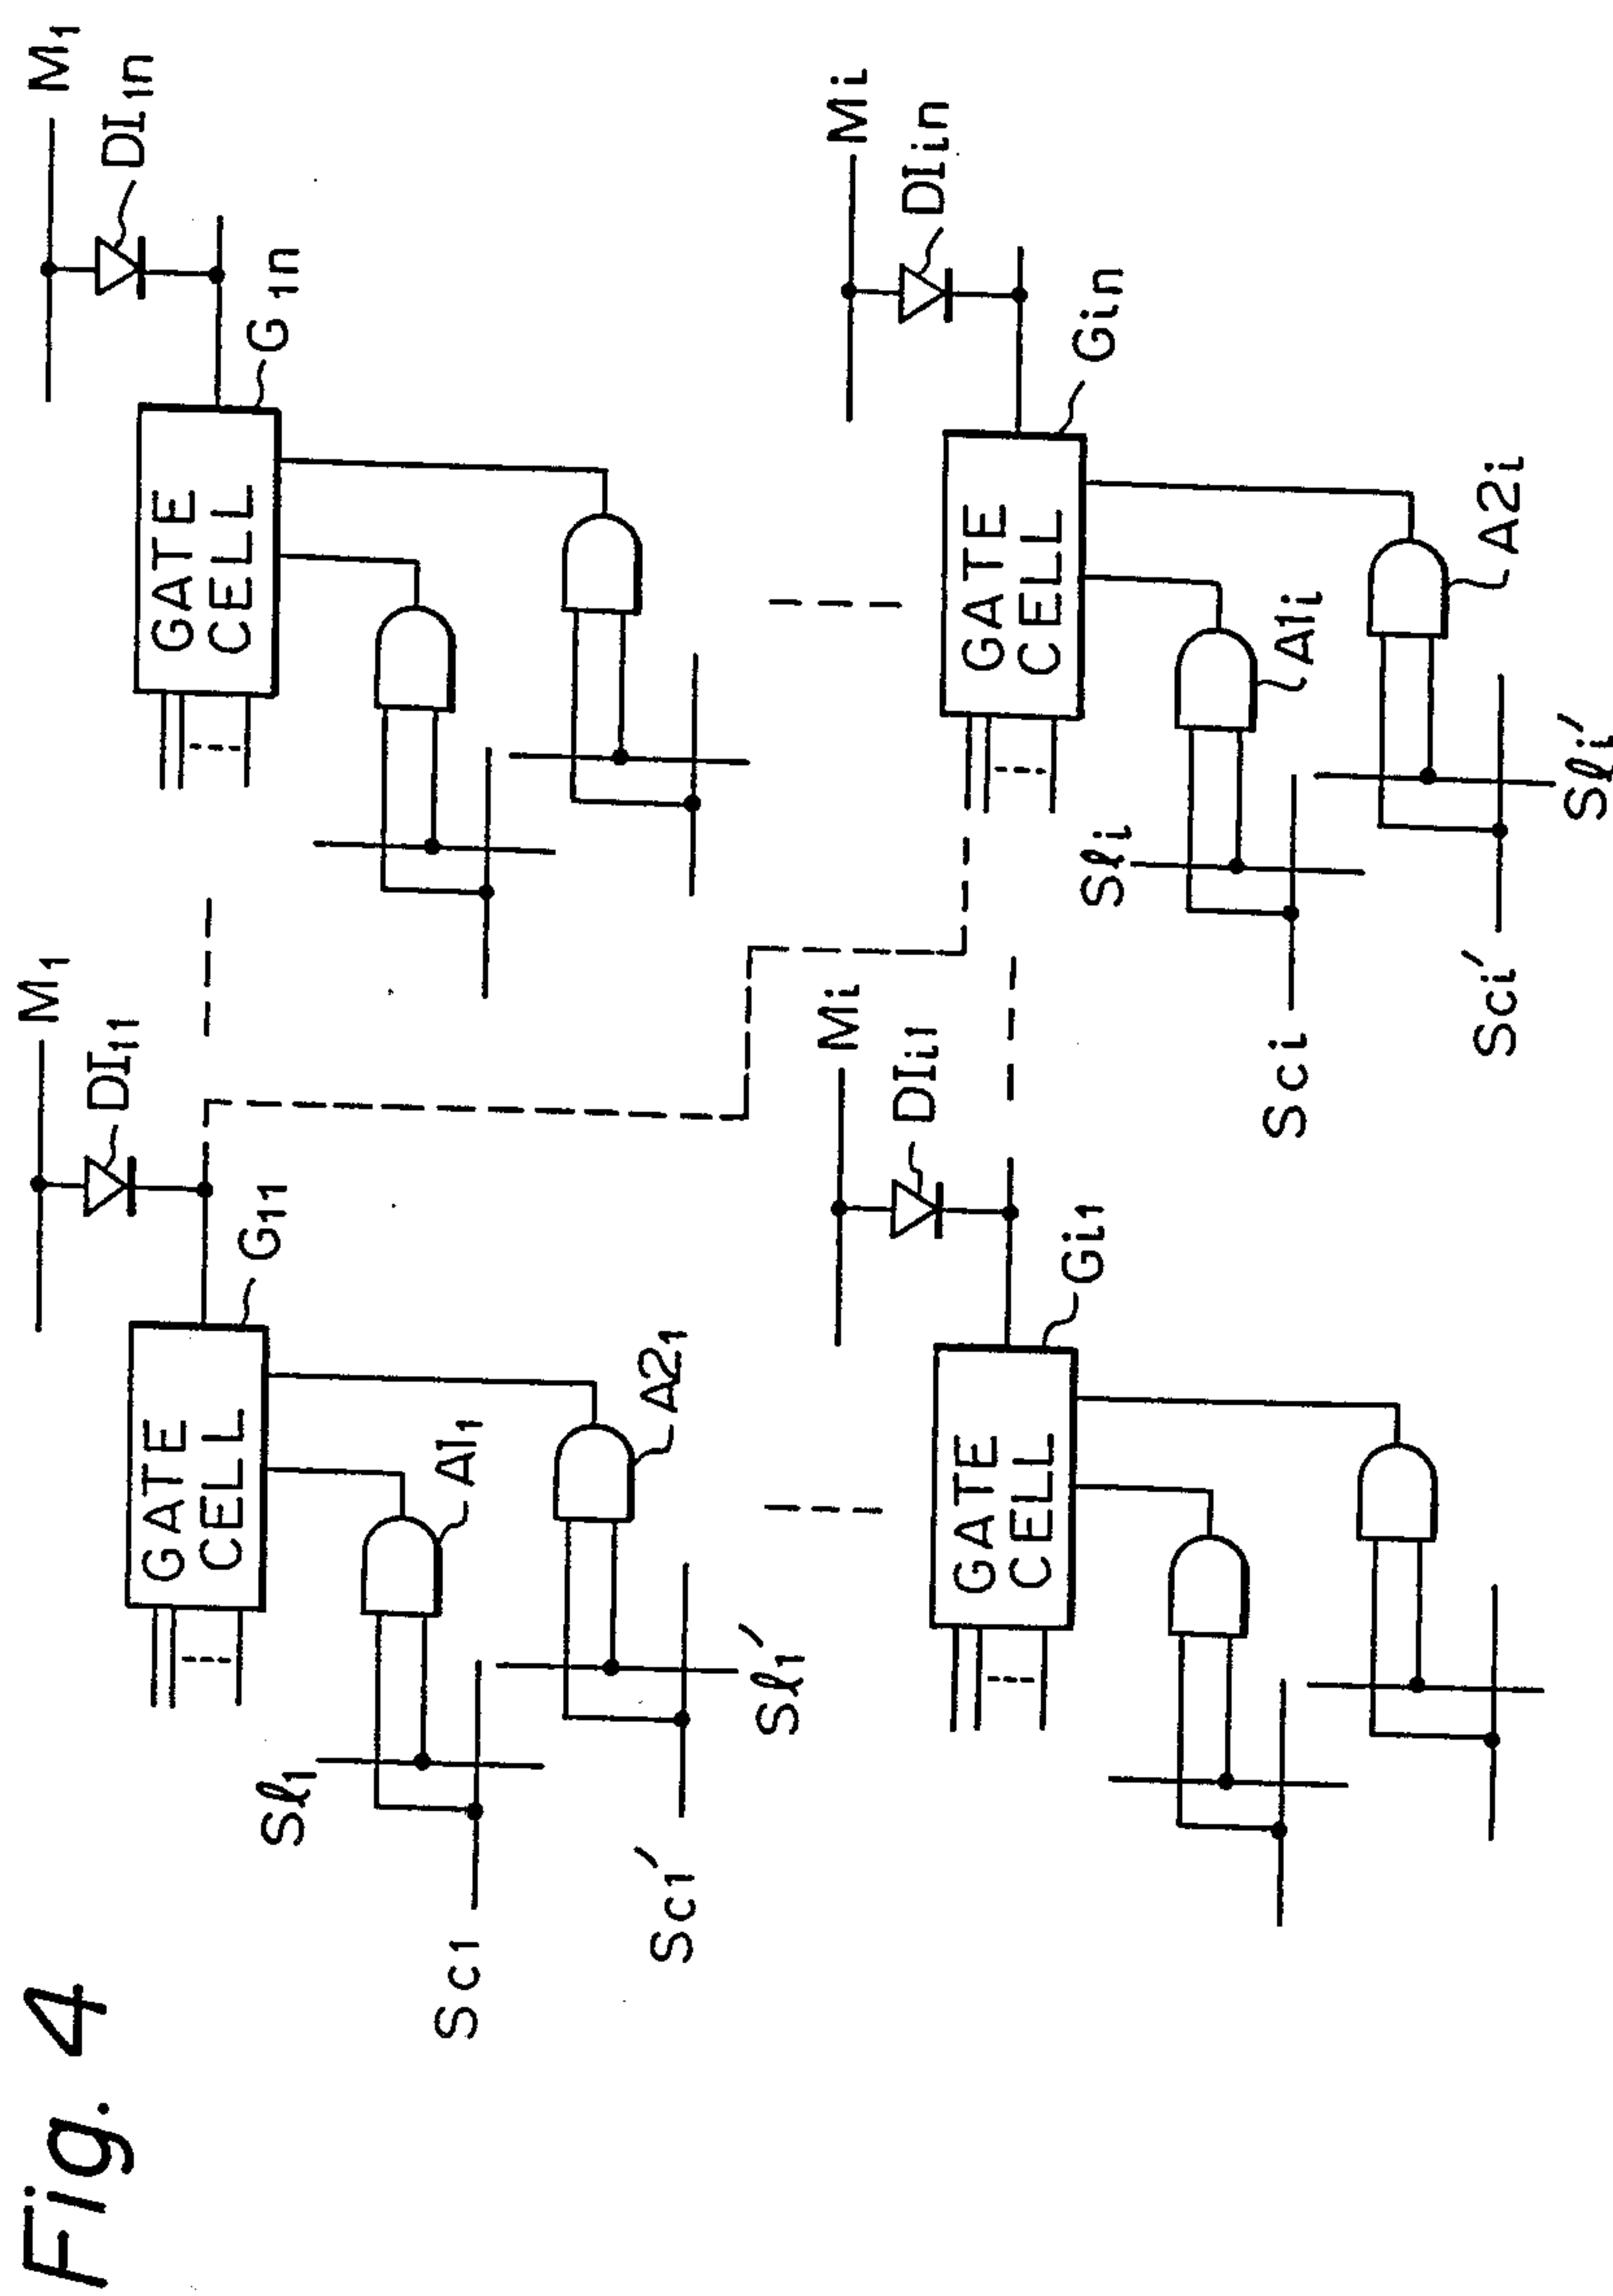 Fig. 4
M1
DI11
GATE
CELL
G11
Sl1
Sc1
AI1
A21
Sc1'
Sl1'
M1
DI1n
GATE
CELL
G1n
Mi
DIi1
GATE
CELL
Gi1
Mi
DIin
GATE
CELL
Gin
Sℓi
Sci
A1i
A2i
Sci'
Sℓi'